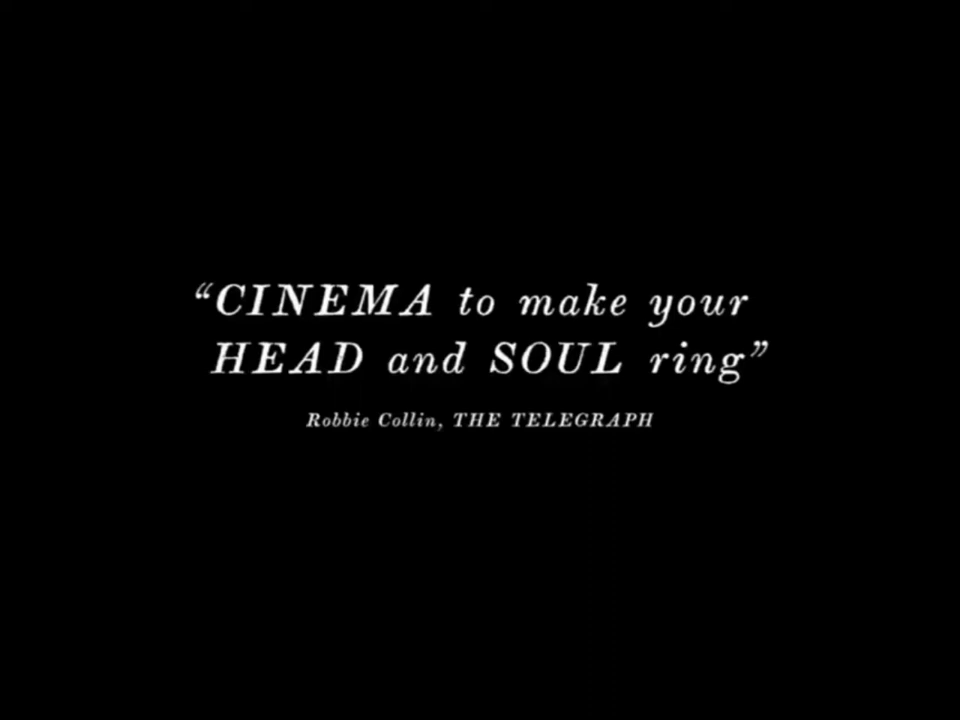 “CINEMA to make your
HEAD and SOUL ring”
Robbie Collin, THE TELEGRAPH